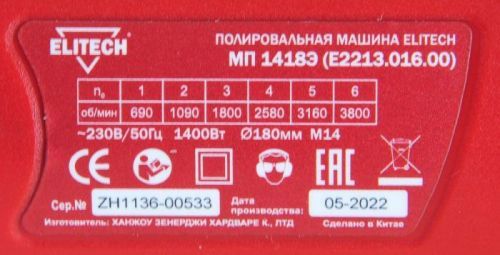 ELITECH
ПОЛИРОВАЛЬНАЯ МАШИНА ELITECH
МП 1418Э (E2213.016.00)
n₀ 1 2 3 4 5 6
об/мин 690 1090 1800 2580 3160 3800
~230В/50Гц 1400Вт Ø180мм М14
CE EAC
Сер.№ ZH1136-00533 Дата производства: 05-2022
Изготовитель: ХАНЖОУ ЗЕНЕРДЖИ ХАРДВАРЕ К., ЛТД Сделано в Китае